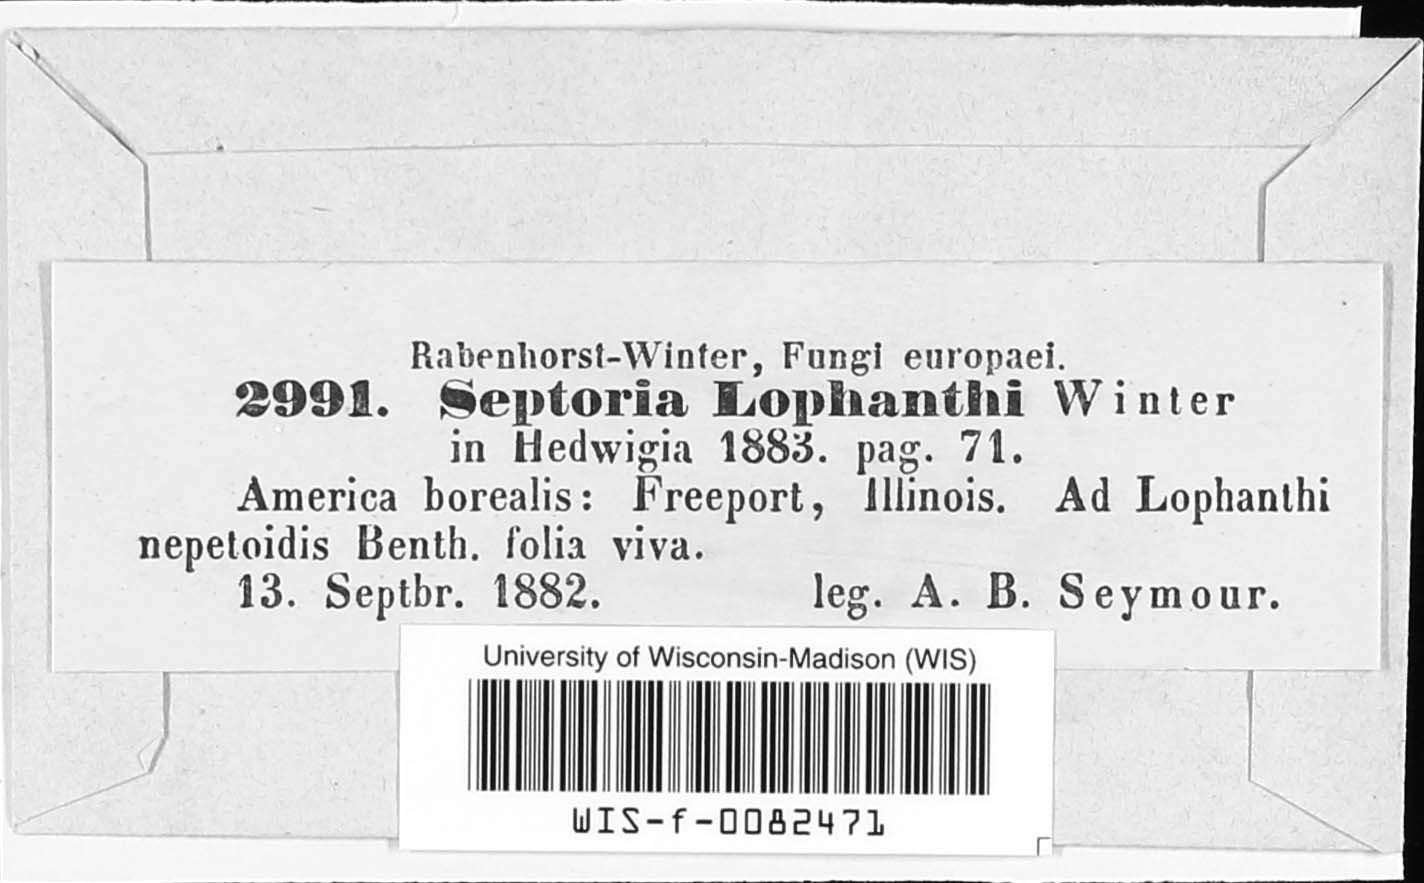 Rabenhorst-Winter, Fungi europaei.
2991. Septoria Lophanthi Winter
in Hedwigia 1883. pag. 71.
America borealis: Freeport, Illinois. Ad Lophanthi
nepetoidis Benth. folia viva.
13. Septbr. 1882. leg. A. B. Seymour.
University of Wisconsin-Madison (WIS)
WIS-f-0082471